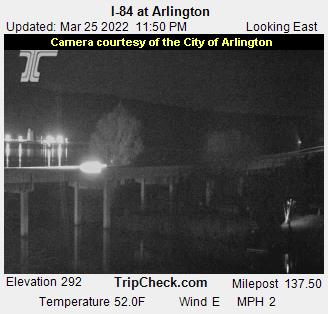 I-84 at Arlington
Updated: Mar 25 2022 11:50 PM Looking East
Camera courtesy of the City of Arlington
Elevation 292 TripCheck.com Milepost 137.50
Temperature 52.0F Wind E MPH 2